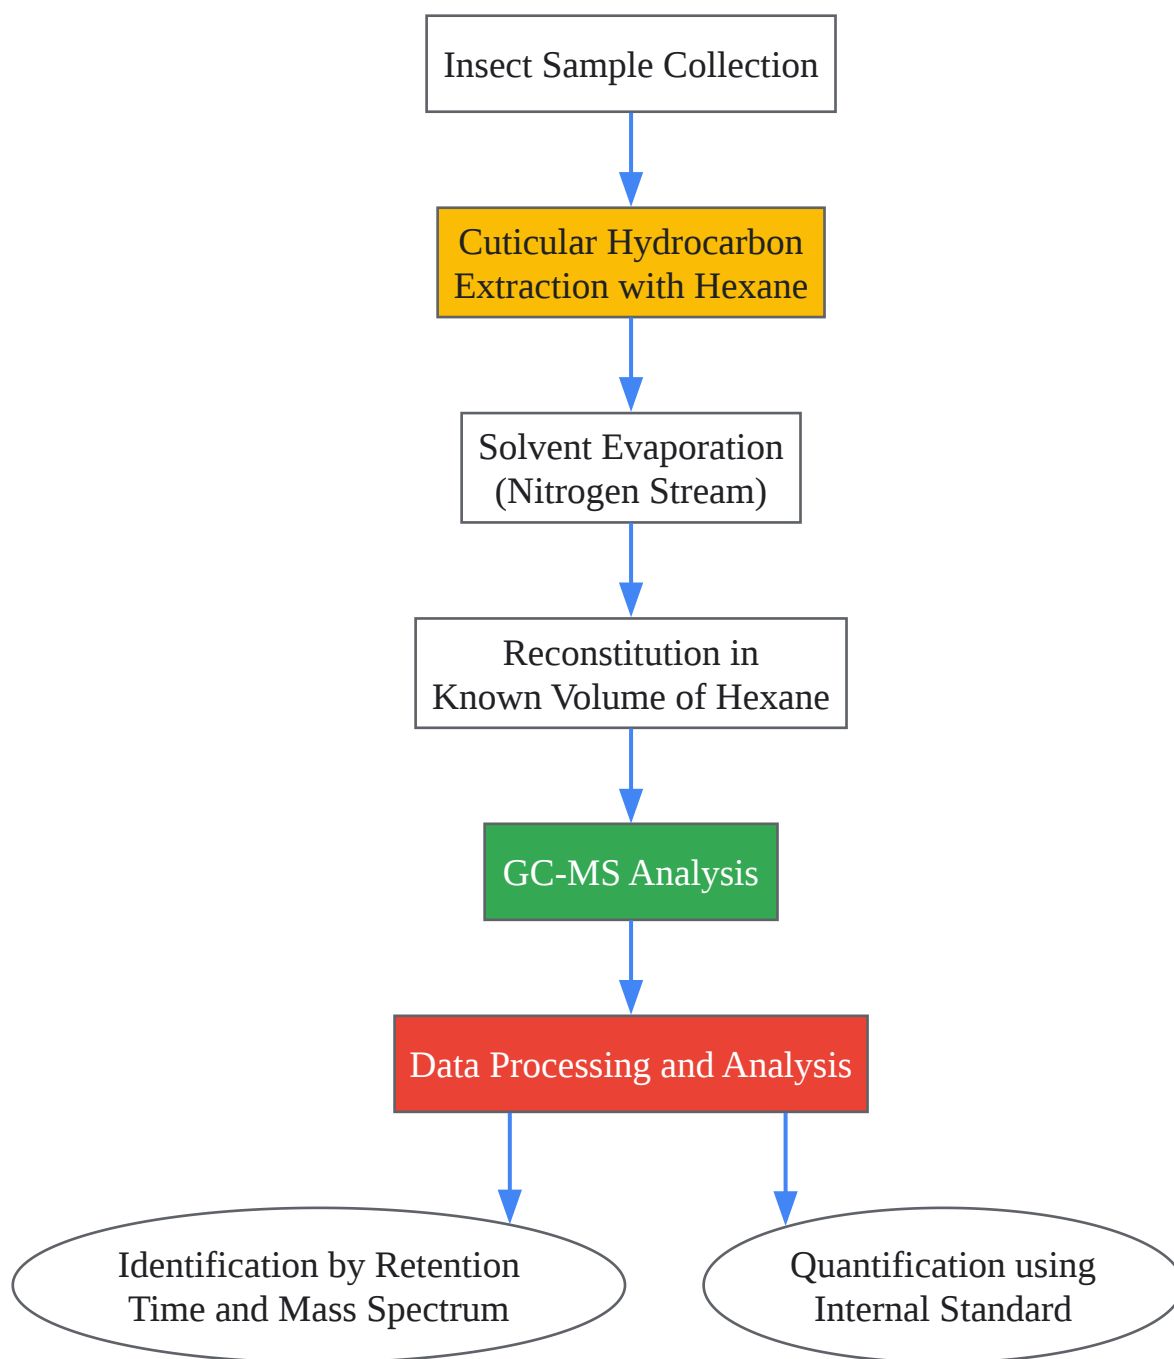 Insect Sample Collection
Cuticular Hydrocarbon
Extraction with Hexane
Solvent Evaporation
(Nitrogen Stream)
Reconstitution in
Known Volume of Hexane
GC-MS Analysis
Data Processing and Analysis
Identification by Retention
Time and Mass Spectrum
Quantification using
Internal Standard